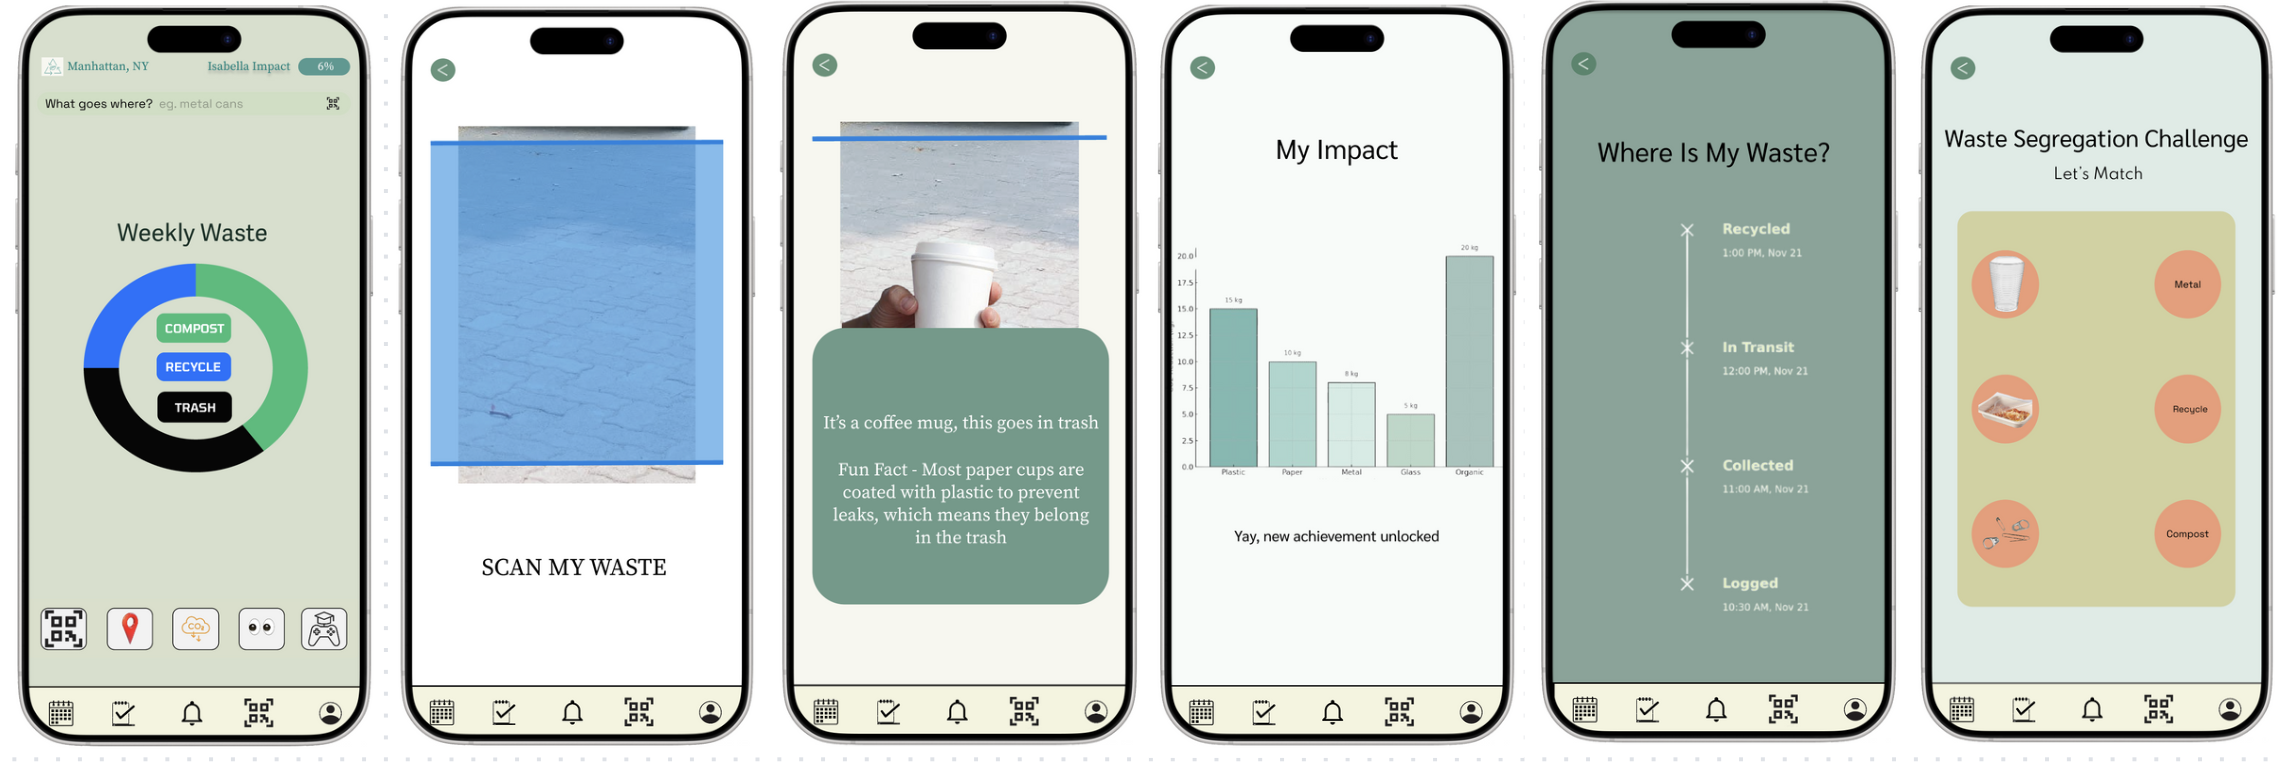 Manhattan, NY
Isabella Impact
6%
What goes where? eg. metal cans
Weekly Waste
COMPOST
RECYCLE
TRASH
<
SCAN MY WASTE
<
It's a coffee mug, this goes in trash
Fun Fact - Most paper cups are
coated with plastic to prevent
leaks, which means they belong
in the trash
<
My Impact
20.0
17.5
15.0
12.5
10.0
7.5
5.0
2.5
0.0
15 kg
10 kg
8 kg
5 kg
20 kg
Plastic
Paper
Metal
Glass
Organic
Yay, new achievement unlocked
<
Where Is My Waste?
Recycled
1:00 PM, Nov 21
In Transit
12:00 PM, Nov 21
Collected
11:00 AM, Nov 21
Logged
10:30 AM, Nov 21
<
Waste Segregation Challenge
Let's Match
Metal
Recycle
Compost
CO₂